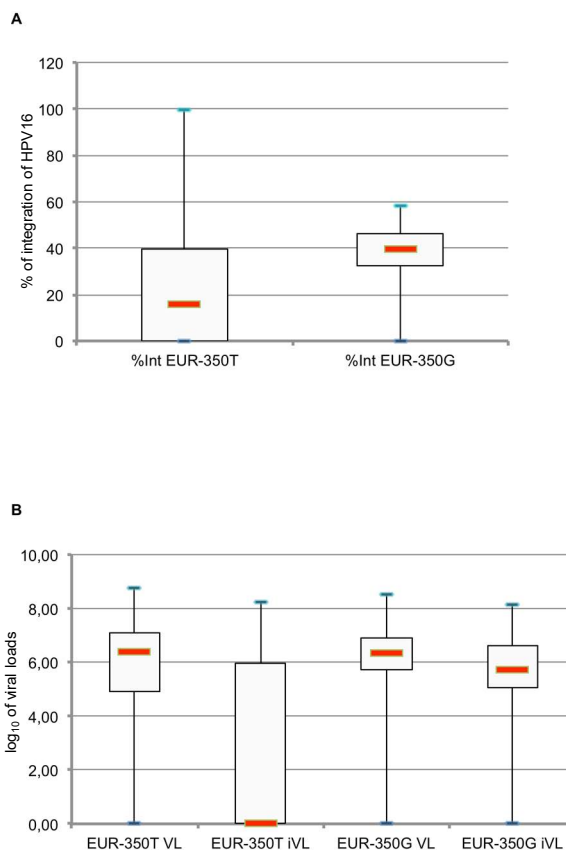 A
120
100
80
60
40
20
0
% of integration of HPV16
%Int EUR-350T
%Int EUR-350G
B
10,00
8,00
6,00
4,00
2,00
0,00
log10 of viral loads
EUR-350T VL
EUR-350T iVL
EUR-350G VL
EUR-350G iVL